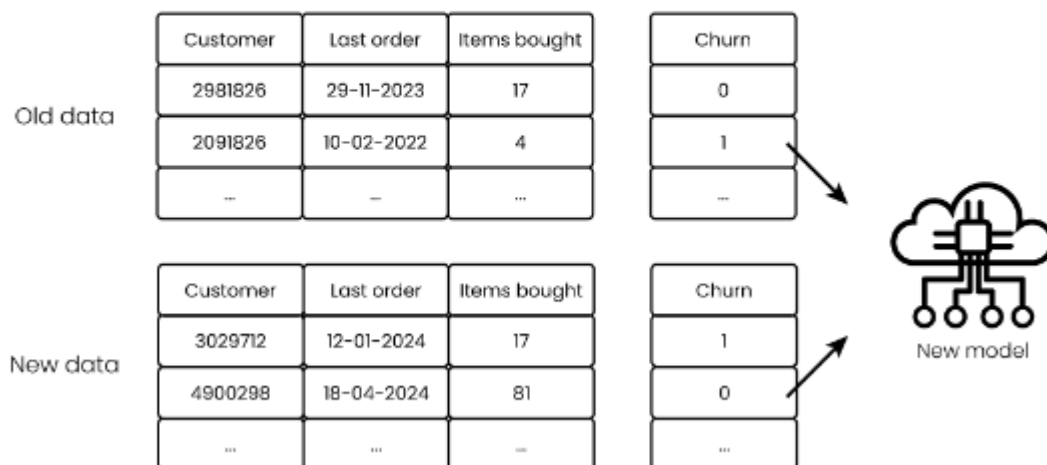 Customer Last order Items bought Churn
2981826 29-11-2023 17 0
Old data
2091826 10-02-2022 4 1
... ... ... ...
Customer Last order Items bought Churn
3029712 12-01-2024 17 1
New model
New data
4900298 18-04-2024 81 0
... ... ... ...